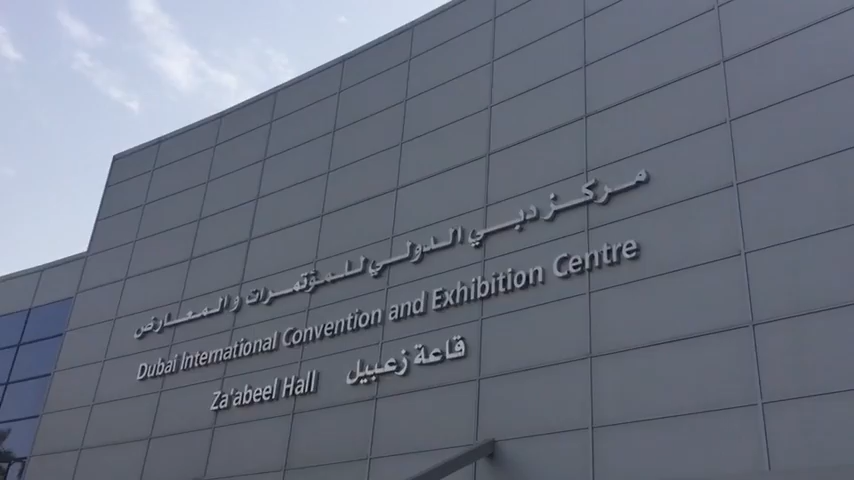 مركز دبي الدولي للمؤتمرات والمعارض
Dubai International Convention and Exhibition Centre
Za'abeel Hall قاعة زعبيل